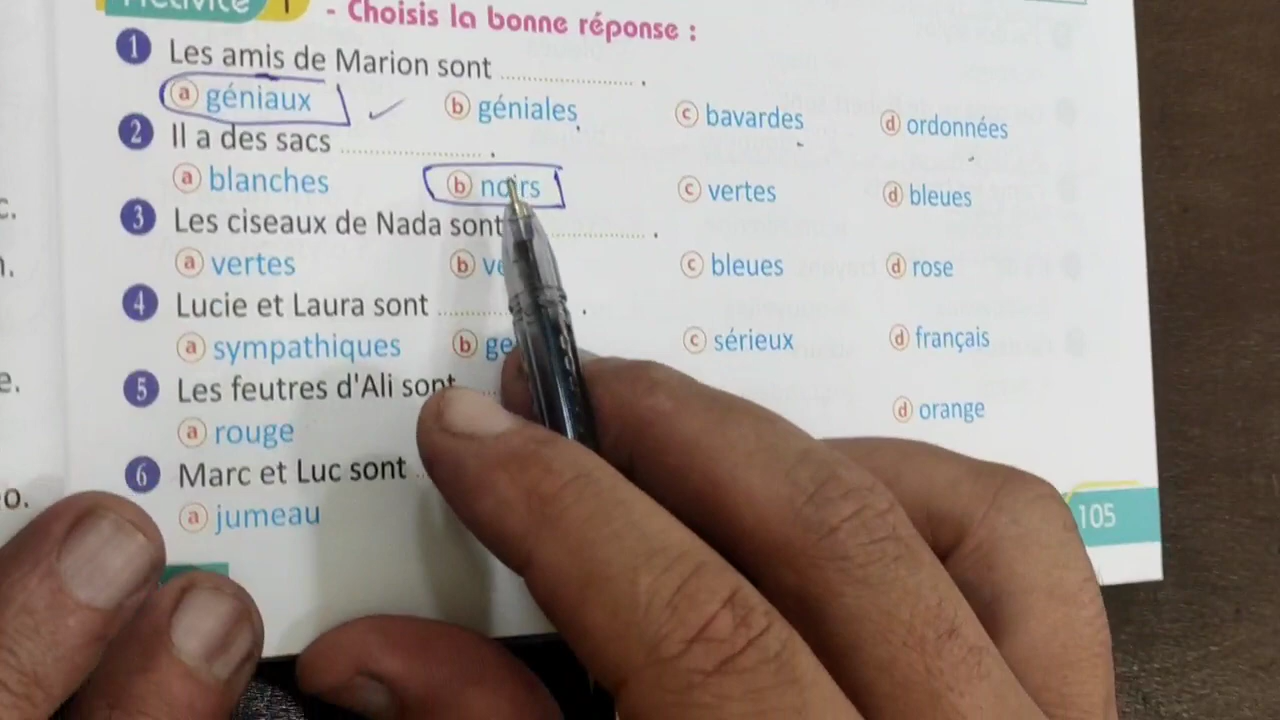 Activité 1 - Choisis la bonne réponse :
1 Les amis de Marion sont .
a géniaux b géniales c bavardes d ordonnées
2 Il a des sacs .
a blanches b noirs c vertes d bleues
3 Les ciseaux de Nada sont .
a vertes b c bleues d rose
4 Lucie et Laura sont .
a sympathiques b c sérieux d français
5 Les feutres d'Ali sont
a rouge d orange
6 Marc et Luc sont
a jumeau
105